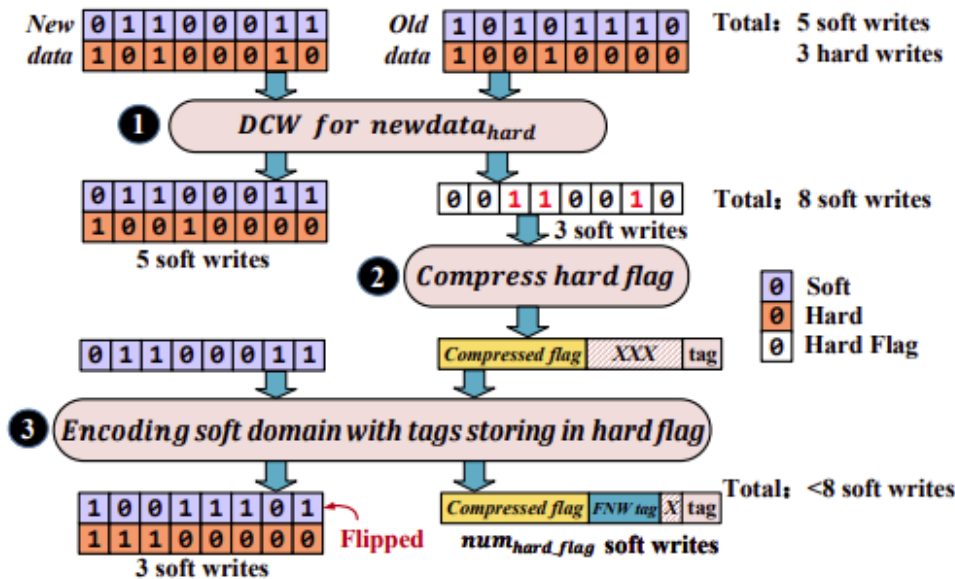 New 0 1 1 0 0 0 1 1
data 1 0 1 0 0 0 1 0
Old 1 0 1 0 1 1 1 0
data 1 0 0 1 0 0 0 0
Total: 5 soft writes
3 hard writes
1 DCW for newdata_hard
0 1 1 0 0 0 1 1
1 0 0 1 0 0 0 0
5 soft writes
0 0 1 1 0 0 1 0
3 soft writes
Total: 8 soft writes
2 Compress hard flag
0 Soft
0 Hard
0 Hard Flag
0 1 1 0 0 0 1 1
Compressed flag XXX tag
3 Encoding soft domain with tags storing in hard flag
1 0 0 1 1 1 0 1
1 1 1 0 0 0 0 0
3 soft writes
Flipped
Compressed flag FNW tag X tag
num_hard_flag soft writes
Total: <8 soft writes